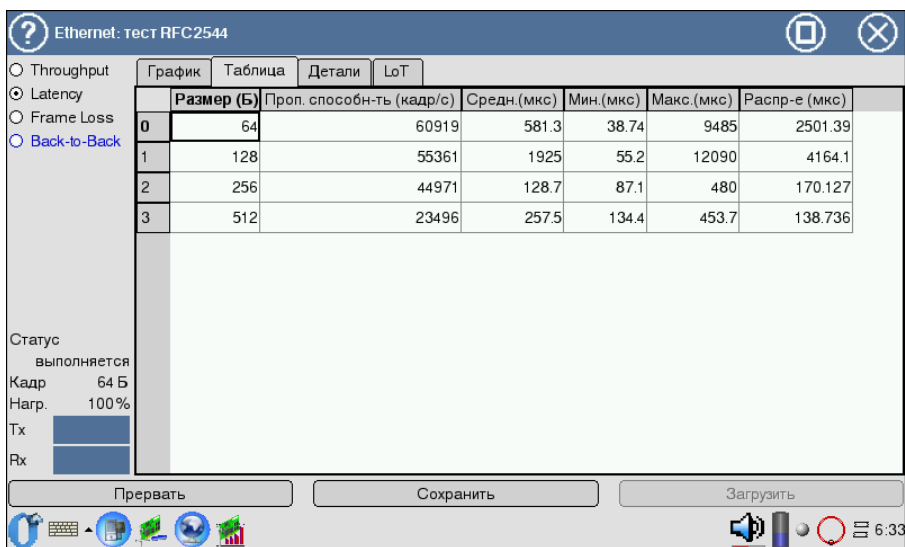 Ethernet: тест RFC2544
Throughput
Latency
Frame Loss
Back-to-Back
График Таблица Детали LoT
Размер (Б) Проп. способн-ть (кадр/с) Средн.(мкс) Мин.(мкс) Макс.(мкс) Распр-е (мкс)
0 64 60919 581.3 38.74 9485 2501.39
1 128 55361 1925 55.2 12090 4164.1
2 256 44971 128.7 87.1 480 170.127
3 512 23496 257.5 134.4 453.7 138.736
Статус
выполняется
Кадр 64 Б
Нагр. 100%
Tx
Rx
Прервать Сохранить Загрузить
6:33